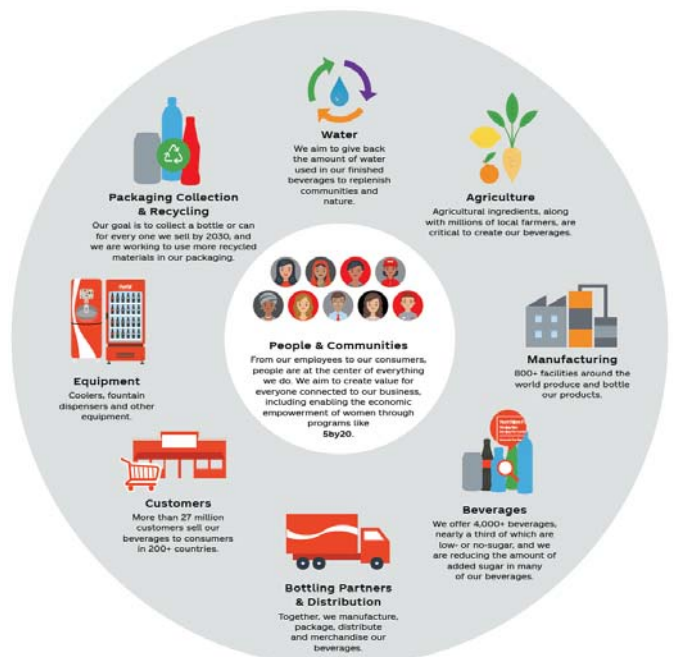 Water
We aim to give back
the amount of water
used in our finished
beverages to replenish
communities and
nature.
Agriculture
Agricultural ingredients, along
with millions of local farmers, are
critical to create our beverages.
Manufacturing
800+ facilities around the
world produce and bottle
our products.
Beverages
We offer 4,000+ beverages,
nearly a third of which are
low- or no-sugar, and we
are reducing the amount of
added sugar in many
of our beverages.
Bottling Partners
& Distribution
Together, we manufacture,
package, distribute
and merchandise our
beverages.
Customers
More than 27 million
customers sell our
beverages to consumers
in 200+ countries.
Equipment
Coolers, fountain
dispensers and other
equipment.
Packaging Collection
& Recycling
Our goal is to collect a bottle or can
for every one we sell by 2030, and
we are working to use more recycled
materials in our packaging.
People & Communities
From our employees to our consumers,
people are at the center of everything
we do. We aim to create value for
everyone connected to our business,
including enabling the economic
empowerment of women through
programs like
5by20.